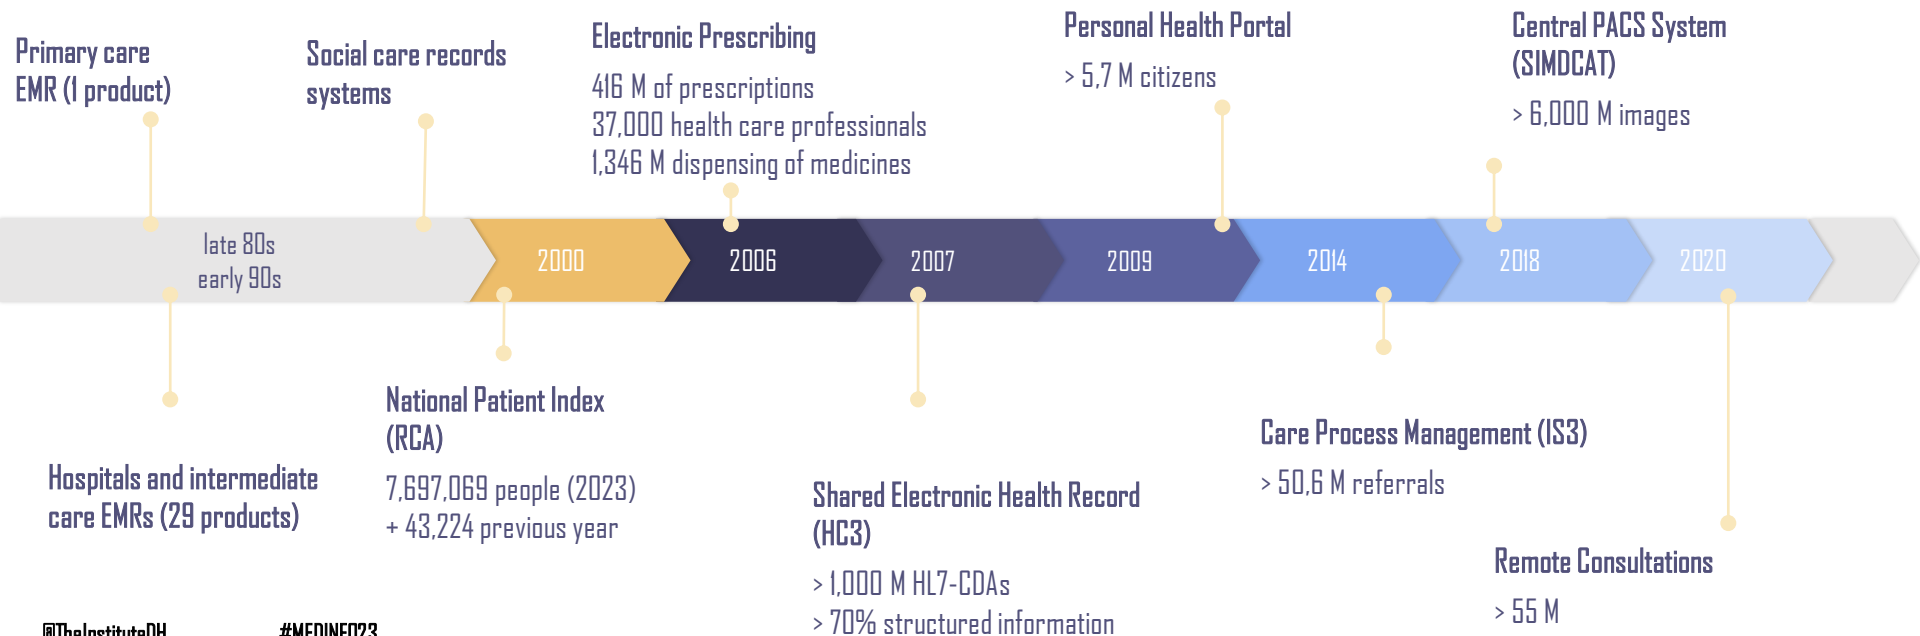 Primary care
EMR (1 product)
Social care records
systems
Electronic Prescribing
416 M of prescriptions
37,000 health care professionals
1,346 M dispensing of medicines
Personal Health Portal
> 5,7 M citizens
Central PACS System
(SIMDCAT)
> 6,000 M images
late 80s
early 90s
2000
2006
2007
2009
2014
2018
2020
Hospitals and intermediate
care EMRs (29 products)
National Patient Index
(RCA)
7,697,069 people (2023)
+ 43,224 previous year
Shared Electronic Health Record
(HC3)
> 1,000 M HL7-CDAs
> 70% structured information
Care Process Management (IS3)
> 50,6 M referrals
Remote Consultations
> 55 M
@TheInstituteDH
#MEDINFO23